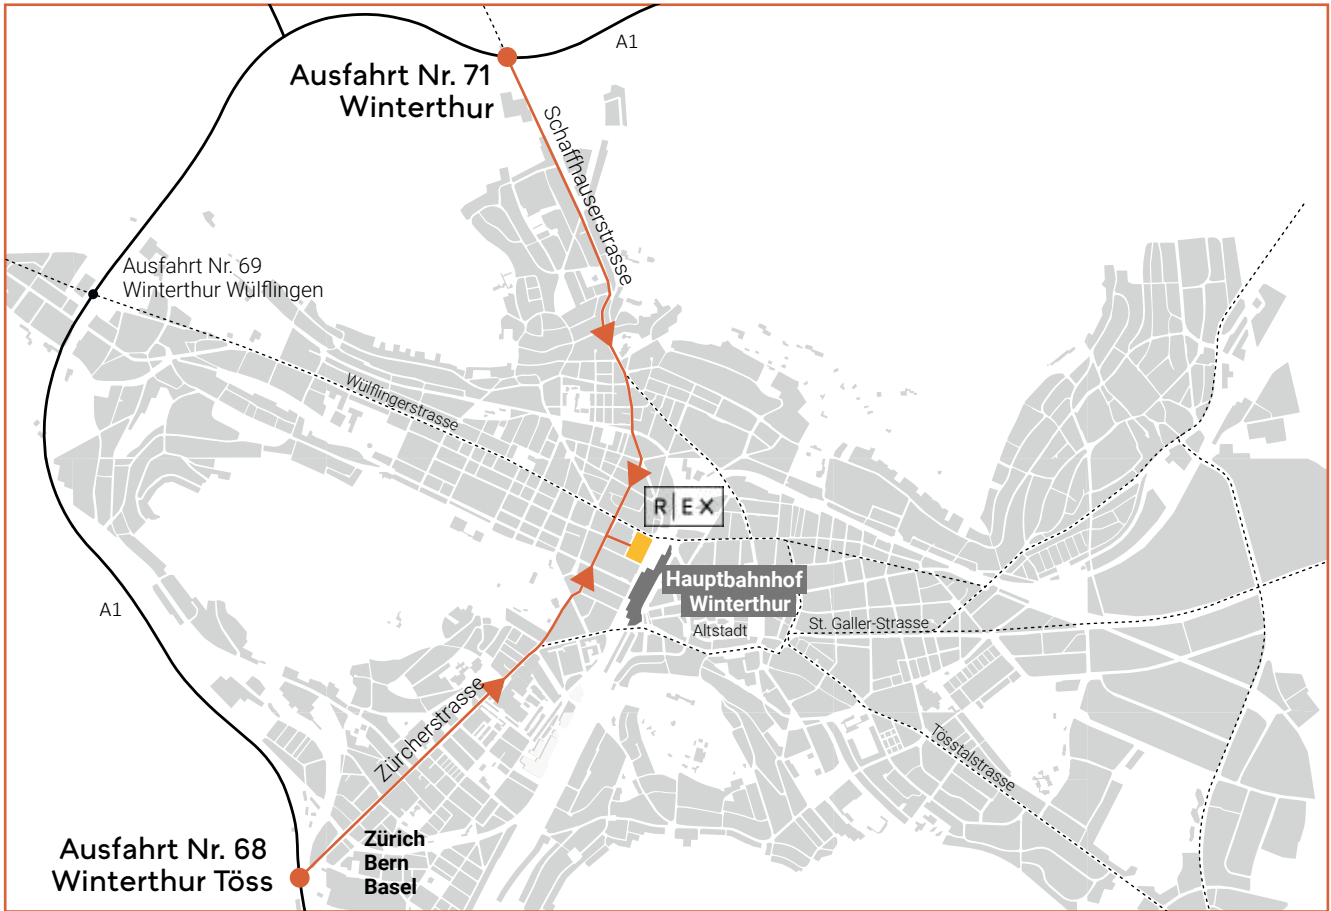 A1
Ausfahrt Nr. 71
Winterthur
Schaffhauserstrasse
Ausfahrt Nr. 69
Winterthur Wülflingen
Wülflingerstrasse
R|EX
Hauptbahnhof
Winterthur
A1
Altstadt
St. Galler-Strasse
Zürcherstrasse
Tösstalstrasse
Ausfahrt Nr. 68
Winterthur Töss
Zürich
Bern
Basel